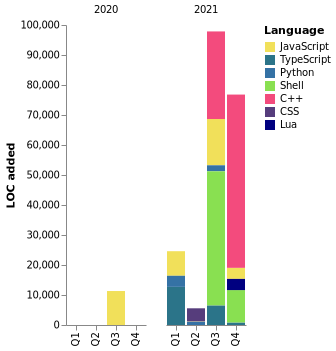 2020
2021
Language
JavaScript
TypeScript
Python
Shell
C++
CSS
Lua
LOC added
100,000
90,000
80,000
70,000
60,000
50,000
40,000
30,000
20,000
10,000
0
Q1
Q2
Q3
Q4
Q1
Q2
Q3
Q4